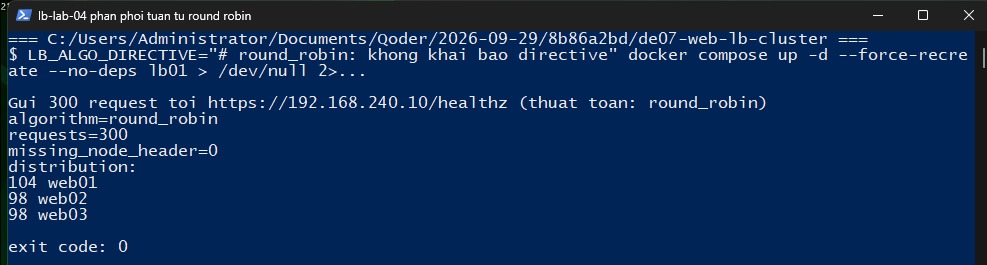 lb-lab-04 phan phoi tuan tu round robin
=== C:/Users/Administrator/Documents/Qoder/2026-09-29/8b86a2bd/de07-web-lb-cluster ===
$ LB_ALGO_DIRECTIVE="# round_robin: khong khai bao directive" docker compose up -d --force-recre
ate --no-deps lb01 > /dev/null 2>...
Gui 300 request toi https://192.168.240.10/healthz (thuat toan: round_robin)
algorithm=round_robin
requests=300
missing_node_header=0
distribution:
104 web01
98 web02
98 web03
exit code: 0